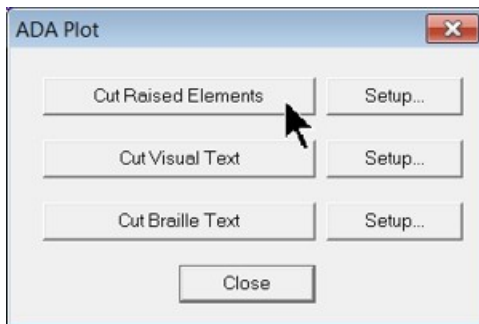 ADA Plot
Cut Raised Elements Setup...
Cut Visual Text Setup...
Cut Braille Text Setup...
Close